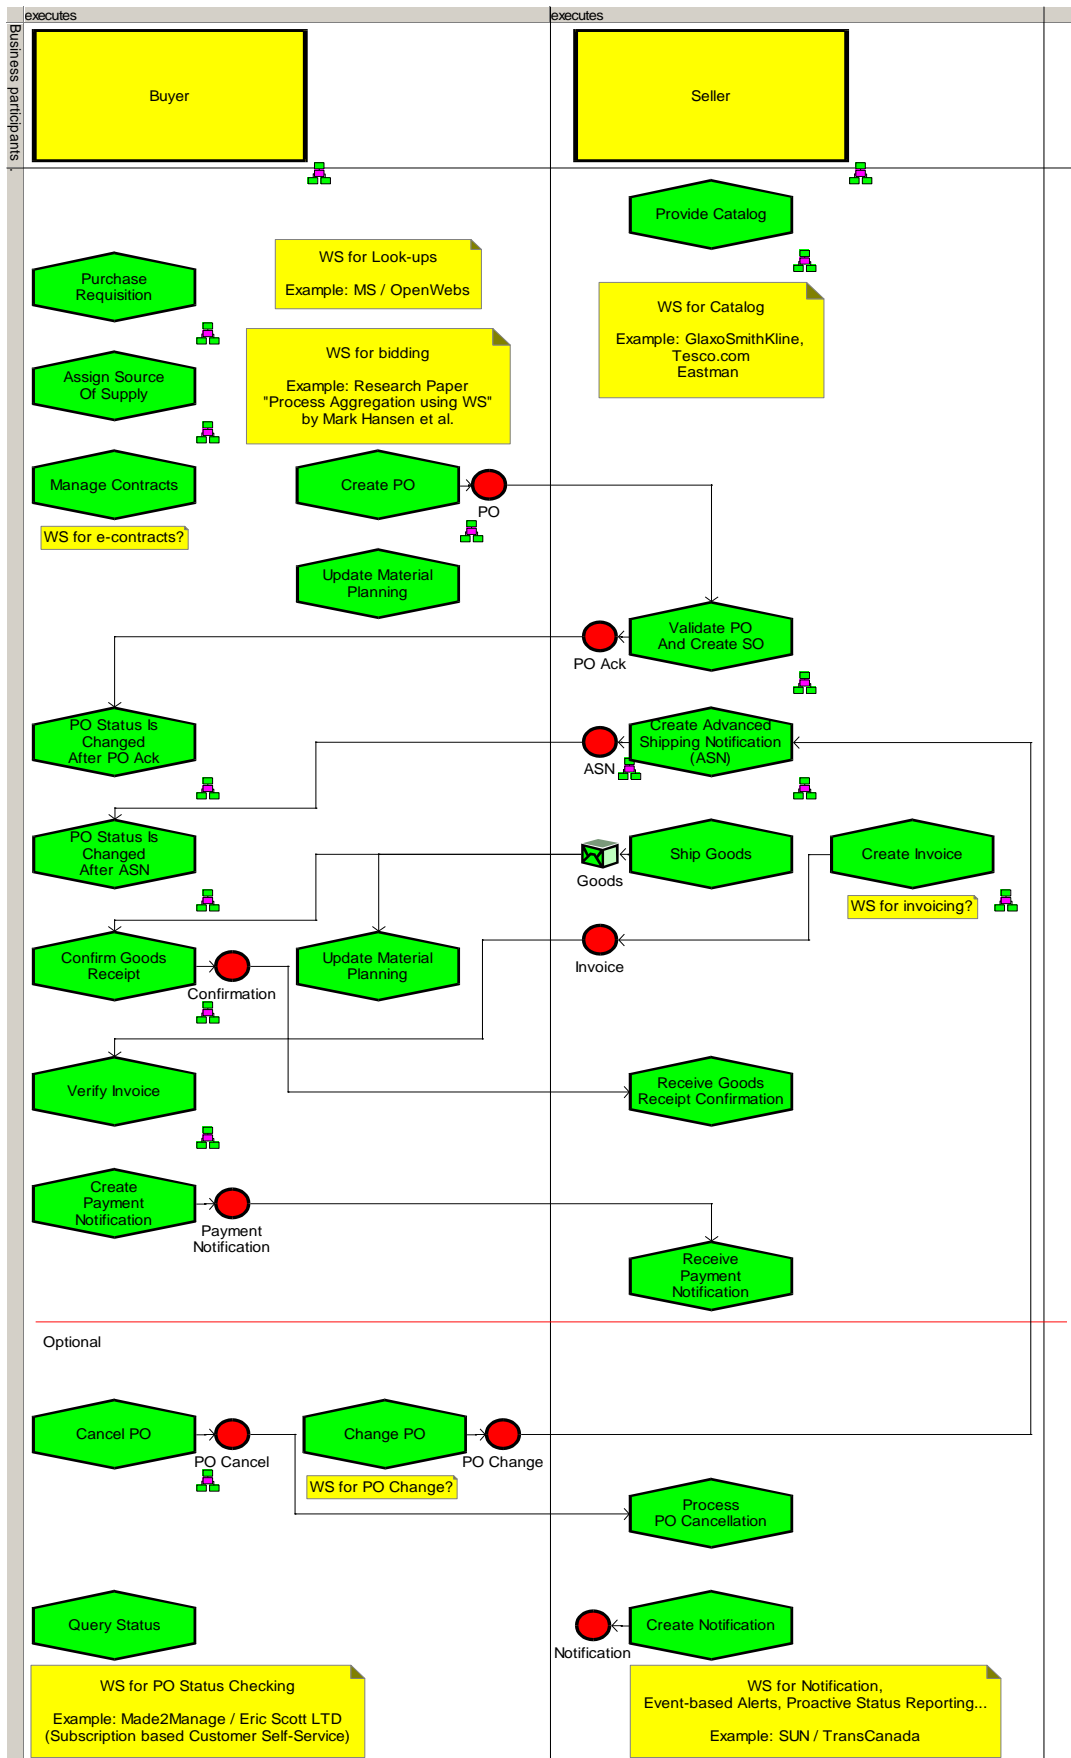 executes
executes
Business participants
Buyer
Seller
Provide Catalog
WS for Look-ups
Example: MS / OpenWebs
Purchase
Requisition
WS for Catalog
Example: GlaxoSmithKline,
Tesco.com
Eastman
WS for bidding
Example: Research Paper
"Process Aggregation using WS"
by Mark Hansen et al.
Assign Source
Of Supply
Manage Contracts
WS for e-contracts?
Create PO
PO
Update Material
Planning
Validate PO
And Create SO
PO Ack
PO Status Is
Changed
After PO Ack
Create Advanced
Shipping Notification
(ASN)
ASN
PO Status Is
Changed
After ASN
Goods
Ship Goods
Create Invoice
WS for invoicing?
Confirm Goods
Receipt
Confirmation
Update Material
Planning
Invoice
Verify Invoice
Receive Goods
Receipt Confirmation
Create
Payment
Notification
Payment
Notification
Receive
Payment
Notification
Optional
Cancel PO
PO Cancel
Change PO
PO Change
WS for PO Change?
Process
PO Cancellation
Query Status
Notification
Create Notification
WS for PO Status Checking
Example: Made2Manage / Eric Scott LTD
(Subscription based Customer Self-Service)
WS for Notification,
Event-based Alerts, Proactive Status Reporting...
Example: SUN / TransCanada